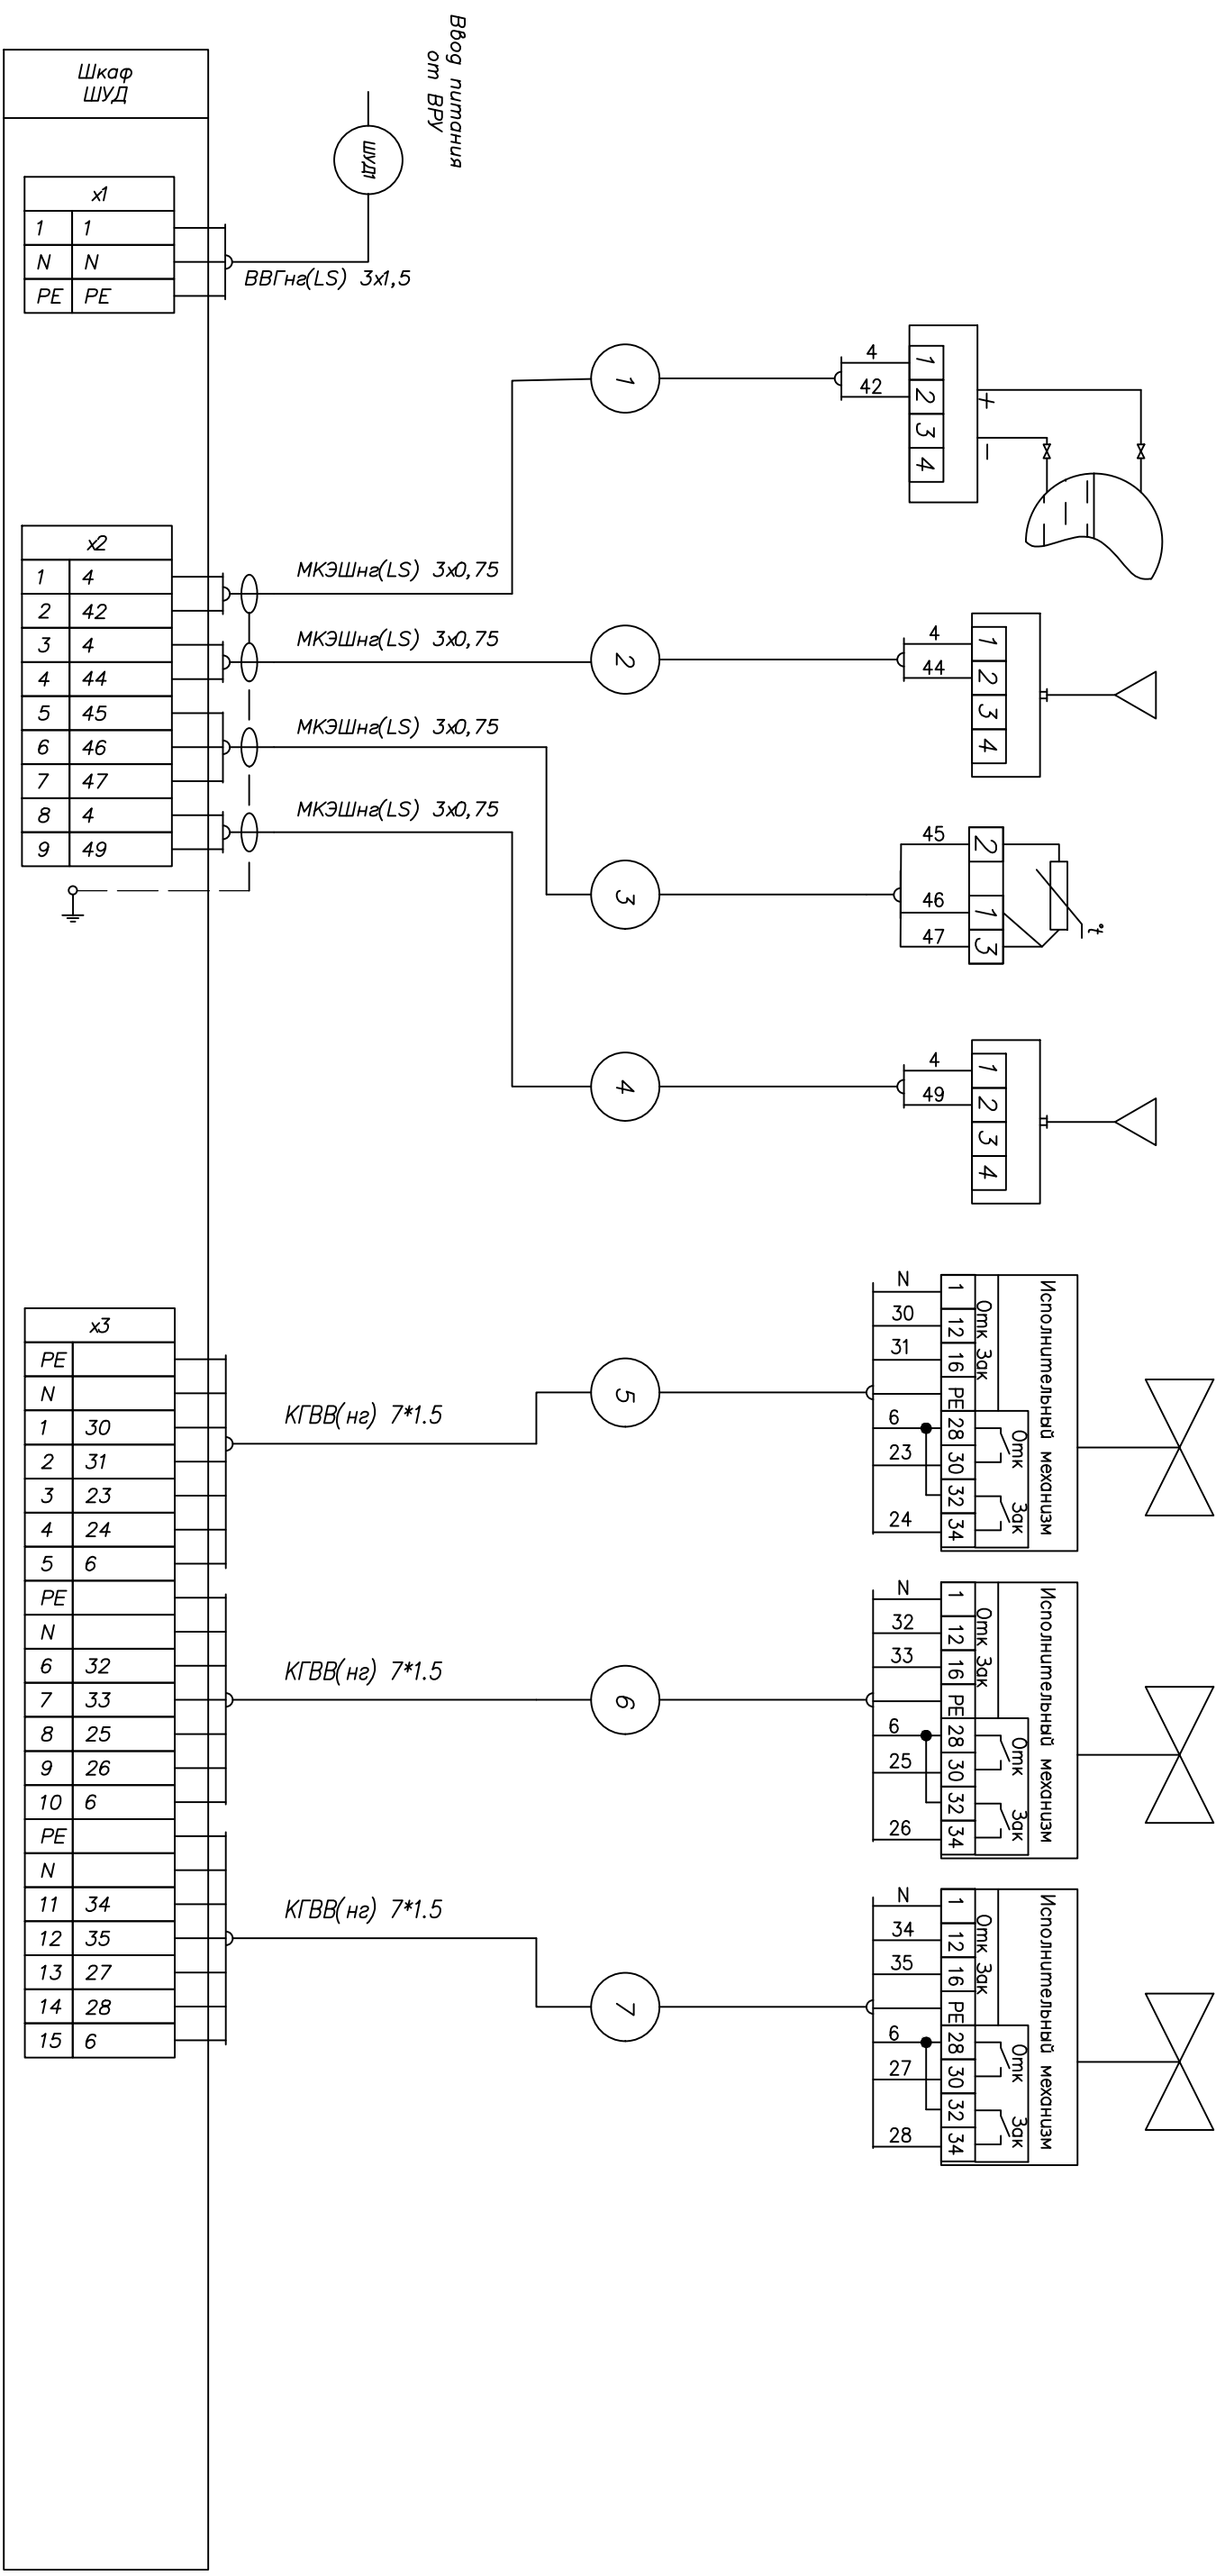 Ввод питания
от ВРУ
Шкаф
ШУД
ШУД1
x1
1 1
N N
PE PE
ВВГнг(LS) 3x1,5
x2
1 4
2 42
3 4
4 44
5 45
6 46
7 47
8 4
9 49
МКЭШнг(LS) 3x0,75
МКЭШнг(LS) 3x0,75
МКЭШнг(LS) 3x0,75
МКЭШнг(LS) 3x0,75
1
4
42
1
2
3
4
+
−
2
4
44
1
2
3
4
3
45
46
47
2
1
3
t°
4
4
49
1
2
3
4
x3
PE
N
1 30
2 31
3 23
4 24
5 6
PE
N
6 32
7 33
8 25
9 26
10 6
PE
N
11 34
12 35
13 27
14 28
15 6
КГВВ(нг) 7*1.5
КГВВ(нг) 7*1.5
КГВВ(нг) 7*1.5
5
N
30
31
6
23
24
1
12
16
PE
28
30
32
34
Отк Зак
Отк
Зак
Исполнительный механизм
6
N
32
33
6
25
26
1
12
16
PE
28
30
32
34
Отк Зак
Отк
Зак
Исполнительный механизм
7
N
34
35
6
27
28
1
12
16
PE
28
30
32
34
Отк Зак
Отк
Зак
Исполнительный механизм